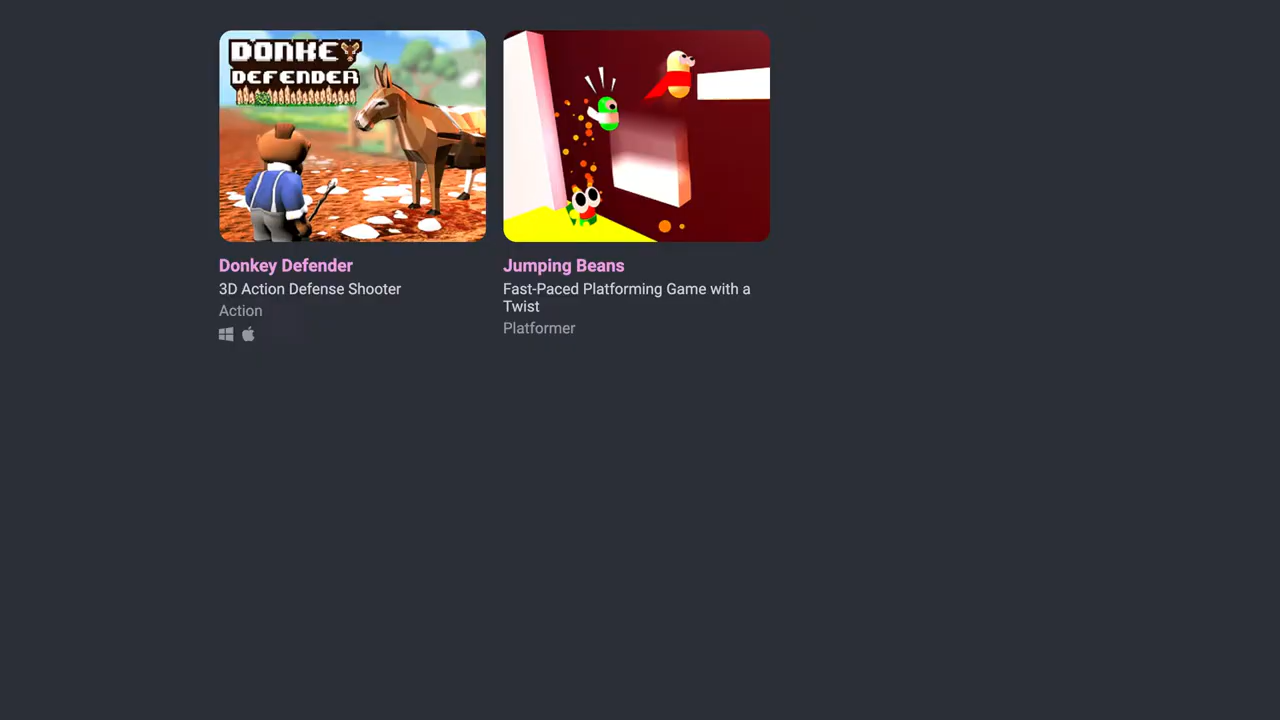 DONKEY
DEFENDER
Donkey Defender
3D Action Defense Shooter
Action
Jumping Beans
Fast-Paced Platforming Game with a
Twist
Platformer